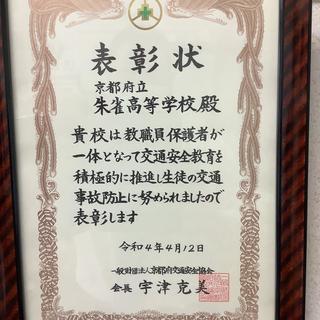 表彰状
京都府立
朱雀高等学校殿
貴校は教職員保護者が
一体となって交通安全教育を
積極的に推進し生徒の交通
事故防止に努められましたので
表彰します
令和4年4月12日
一般財団法人京都府交通安全協会
会長 宇津克美